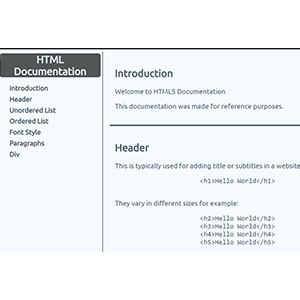 HTML
Documentation
Introduction
Header
Unordered List
Ordered List
Font Style
Paragraphs
Div
Introduction
Welcome to HTML5 Documentation
This documentation was made for reference purposes.
Header
This is typically used for adding title or subtitles in a website
<h1>Hello World</h1>
They vary in different sizes for example:
<h2>Hello World</h2>
<h3>Hello World</h3>
<h4>Hello World</h4>
<h5>Hello World</h5>